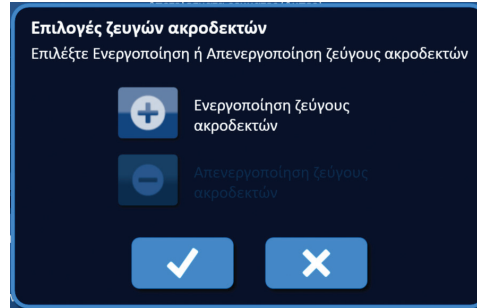 Επιλογές ζευγών ακροδεκτών
Επιλέξτε Ενεργοποίηση ή Απενεργοποίηση ζεύγους ακροδεκτών
Ενεργοποίηση ζεύγους
ακροδεκτών
Απενεργοποίηση ζεύγους
ακροδεκτών